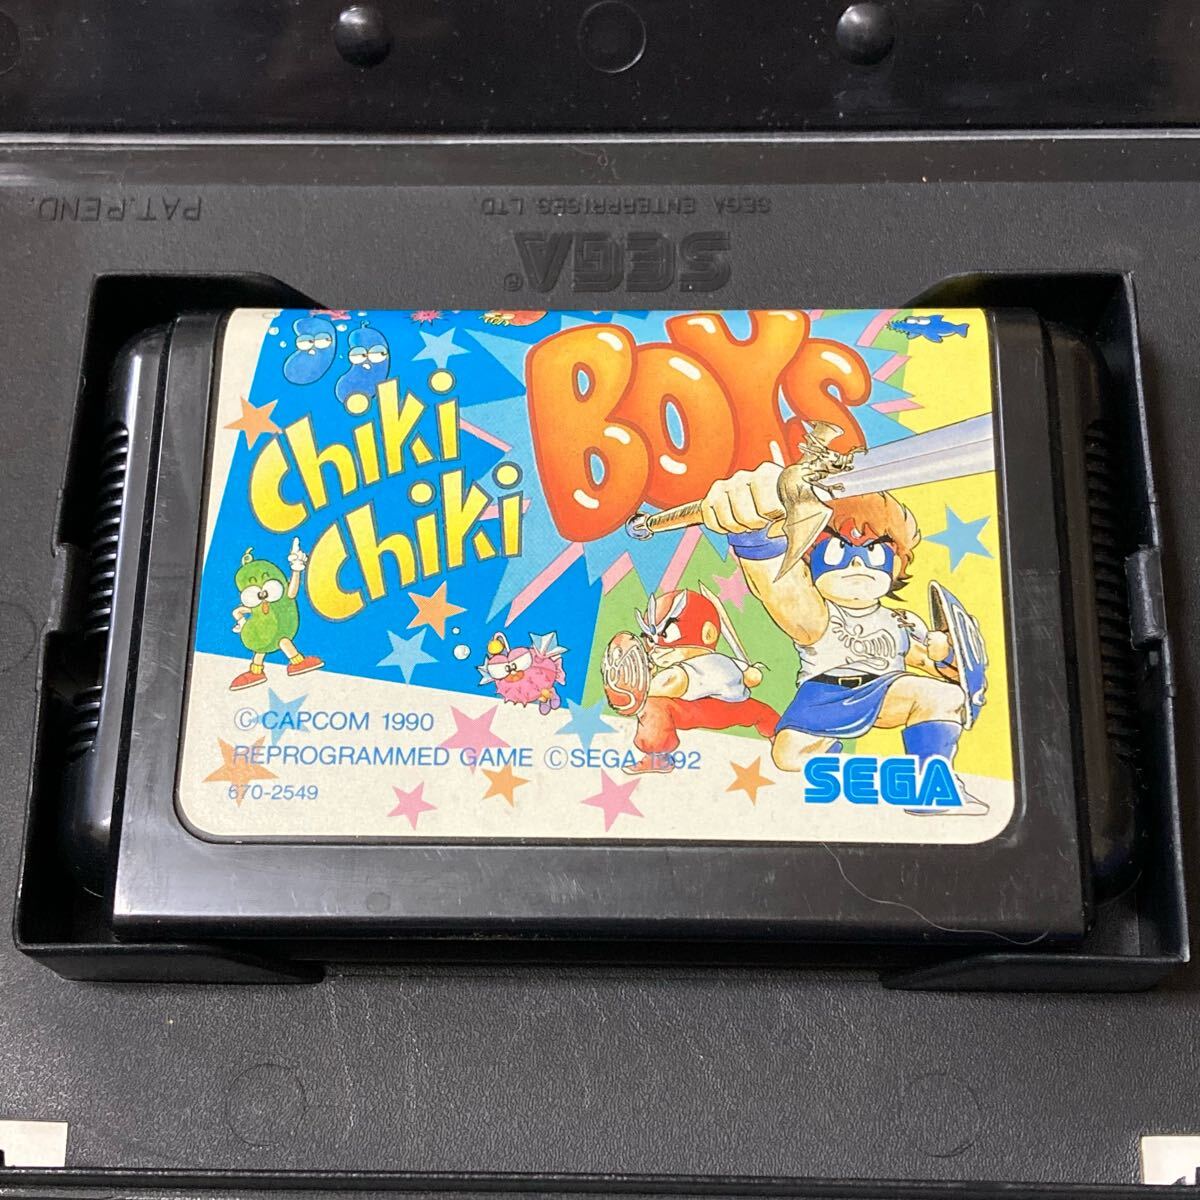 PAT.PEND.
SEGA ENTERPRISES, LTD.
SEGA®
Chiki
Chiki
BOYS
© CAPCOM 1990
REPROGRAMMED GAME © SEGA 1992
670-2549
SEGA